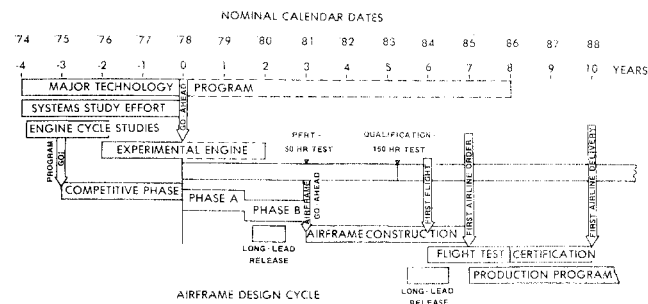 NOMINAL CALENDAR DATES
'74 '75 '76 '77 '78 '80 81 82 83 84 85 86 87 88
-4 -3 -2 -1 0 1 2 3 4 5 6 7 8 10 YEARS
MAJOR TECHNOLOGY PROGRAM
SYSTEMS STUDY EFFORT
ENGINE CYCLE STUDIES
GO AHEAD
PROGRAM GO!
EXPERIMENTAL ENGINE
PFRT -
50 HR TEST
QUALIFICATION -
150 HR TEST
COMPETITIVE PHASE
PHASE A
PHASE B
AIRFRAME
GO-AHEAD
FIRST FLIGHT
FIRST AIRLINE ORDER
FIRST AIRLINE DELIVERY
AIRFRAME CONSTRUCTION
LONG-LEAD
RELEASE
FLIGHT TEST CERTIFICATION
PRODUCTION PROGRAM
LONG-LEAD
RELEASE
AIRFRAME DESIGN CYCLE